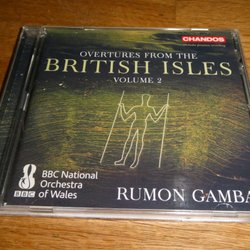 CHANDOS
OVERTURES FROM THE
BRITISH ISLES
VOLUME 2
BBC National
Orchestra
of Wales
BBC
RUMON GAMBA